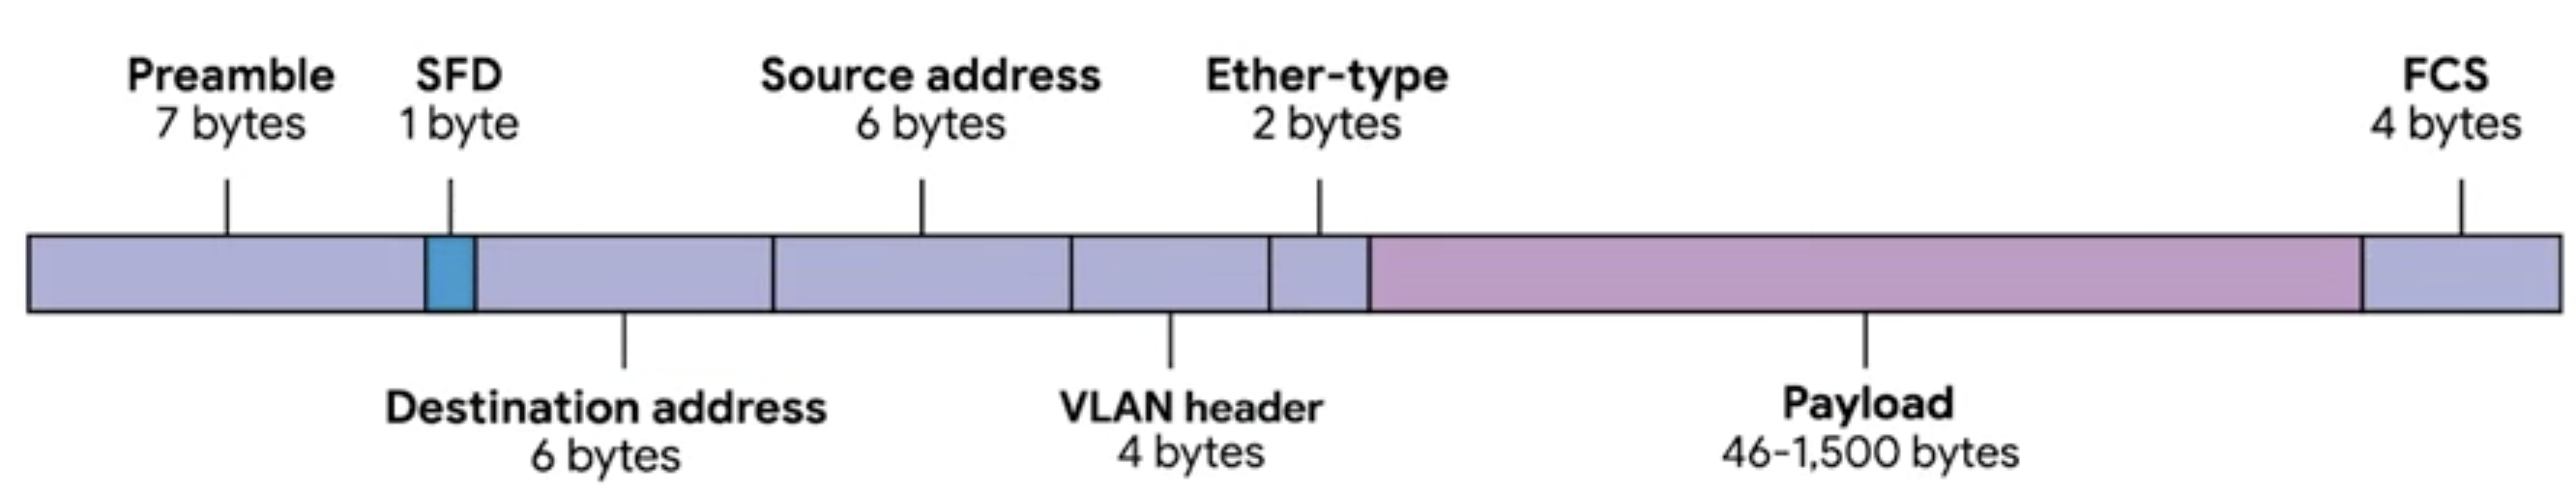 Preamble
7 bytes
SFD
1 byte
Source address
6 bytes
Ether-type
2 bytes
FCS
4 bytes
Destination address
6 bytes
VLAN header
4 bytes
Payload
46-1,500 bytes